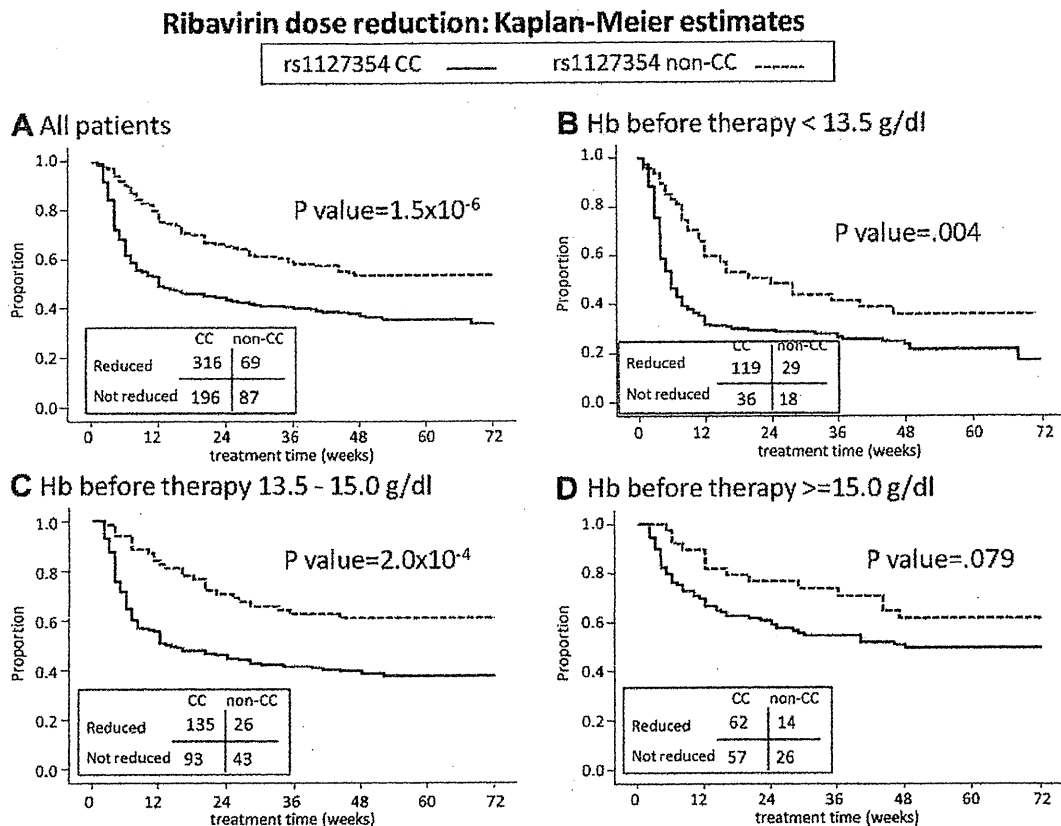 Ribavirin dose reduction: Kaplan-Meier estimates
rs1127354 CC rs1127354 non-CC
A All patients
1.0
0.8
0.6
0.4
0.2
0.0
Proportion
P value=1.5x10⁻⁶
CC non-CC
Reduced 316 69
Not reduced 196 87
0 12 24 36 48 60 72
treatment time (weeks)
B Hb before therapy < 13.5 g/dl
1.0
0.8
0.6
0.4
0.2
0.0
Proportion
P value=.004
CC non-CC
Reduced 119 29
Not reduced 36 18
0 12 24 36 48 60 72
treatment time (weeks)
C Hb before therapy 13.5 - 15.0 g/dl
1.0
0.8
0.6
0.4
0.2
0.0
Proportion
P value=2.0x10⁻⁴
CC non-CC
Reduced 135 26
Not reduced 93 43
0 12 24 36 48 60 72
treatment time (weeks)
D Hb before therapy >=15.0 g/dl
1.0
0.8
0.6
0.4
0.2
0.0
Proportion
P value=.079
CC non-CC
Reduced 62 14
Not reduced 57 26
0 12 24 36 48 60 72
treatment time (weeks)